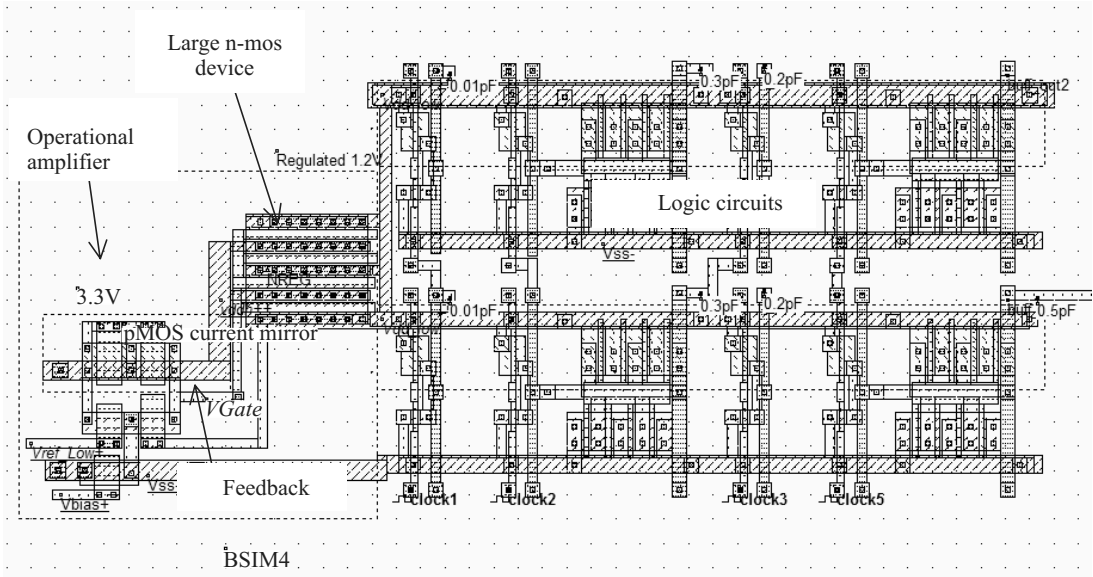 Large n-mos
device
Operational
amplifier
Regulated 1.2V
0.01pF
0.3pF
0.2pF
Logic circuits
Vss-
NREG
3.3V
pMOS current mirror
0.01pF
0.3pF
0.2pF
0.5pF
VGate
Vref_Low+
Feedback
Vss
Vbias+
clock1
clock2
clock3
clock5
BSIM4